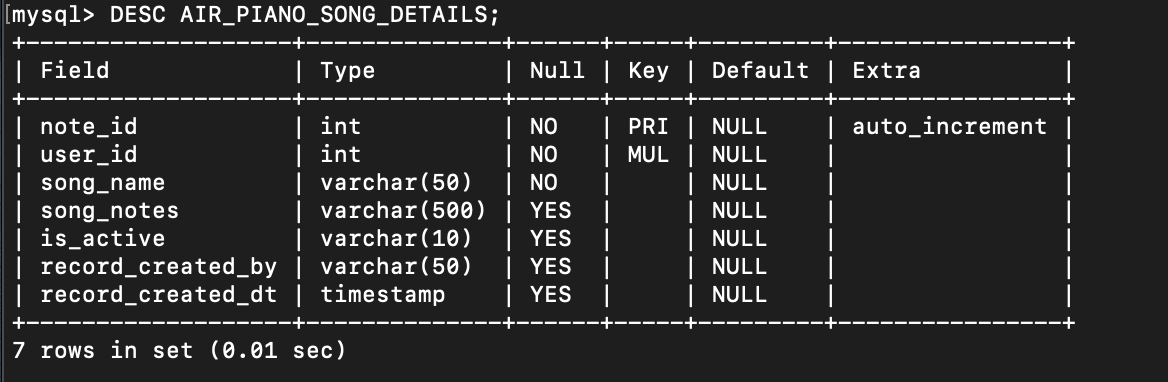 [mysql> DESC AIR_PIANO_SONG_DETAILS;
+-------------------+--------------+------+-----+---------+----------------+
| Field             | Type         | Null | Key | Default | Extra          |
+-------------------+--------------+------+-----+---------+----------------+
| note_id           | int          | NO   | PRI | NULL    | auto_increment |
| user_id           | int          | NO   | MUL | NULL    |                |
| song_name         | varchar(50)  | NO   |     | NULL    |                |
| song_notes        | varchar(500) | YES  |     | NULL    |                |
| is_active         | varchar(10)  | YES  |     | NULL    |                |
| record_created_by | varchar(50)  | YES  |     | NULL    |                |
| record_created_dt | timestamp    | YES  |     | NULL    |                |
+-------------------+--------------+------+-----+---------+----------------+
7 rows in set (0.01 sec)